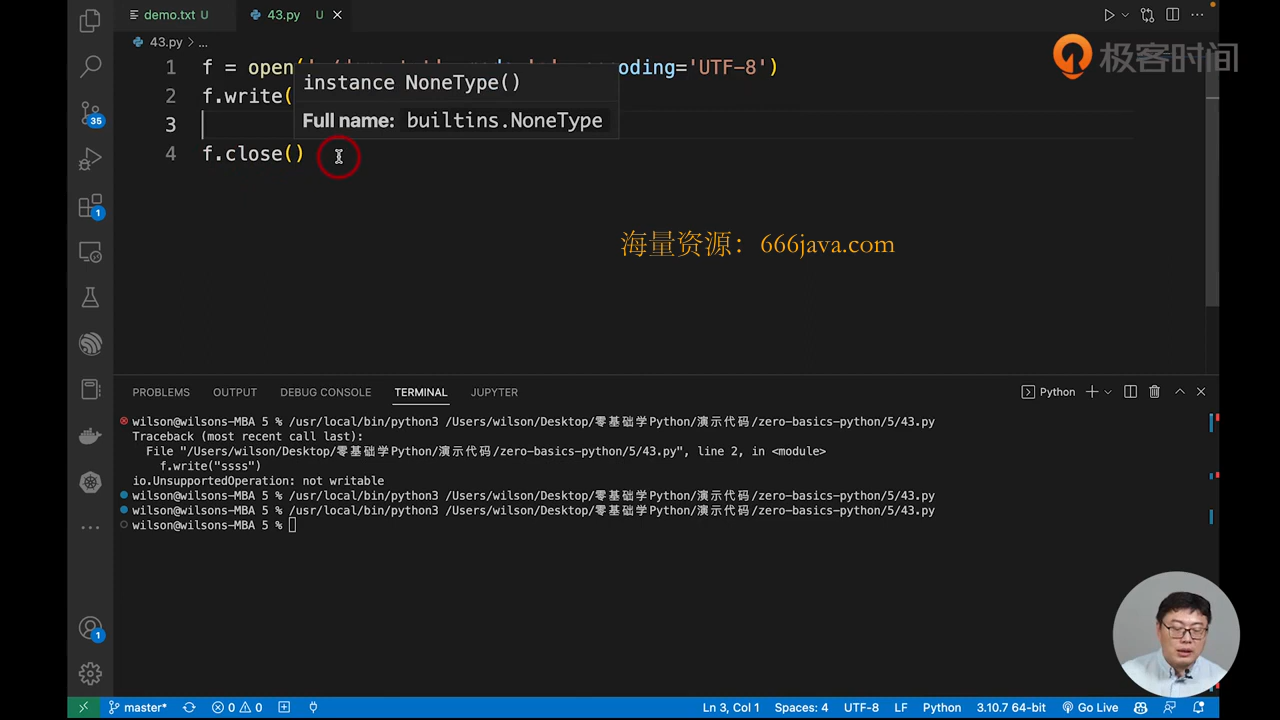 demo.txt U
43.py U
43.py > ...
极客时间
1 f = open(
oding='UTF-8')
instance NoneType()
2 f.write(
Full name: builtins.NoneType
3
4 f.close()
海量资源：666java.com
35
1
PROBLEMS OUTPUT DEBUG CONSOLE TERMINAL JUPYTER
Python
wilson@wilsons-MBA 5 % /usr/local/bin/python3 /Users/wilson/Desktop/零基础学Python/演示代码/zero-basics-python/5/43.py
Traceback (most recent call last):
File "/Users/wilson/Desktop/零基础学Python/演示代码/zero-basics-python/5/43.py", line 2, in <module>
f.write("ssss")
io.UnsupportedOperation: not writable
wilson@wilsons-MBA 5 % /usr/local/bin/python3 /Users/wilson/Desktop/零基础学Python/演示代码/zero-basics-python/5/43.py
wilson@wilsons-MBA 5 % /usr/local/bin/python3 /Users/wilson/Desktop/零基础学Python/演示代码/zero-basics-python/5/43.py
wilson@wilsons-MBA 5 %
1
master* 0 0 Ln 3, Col 1 Spaces: 4 UTF-8 LF Python 3.10.7 64-bit Go Live